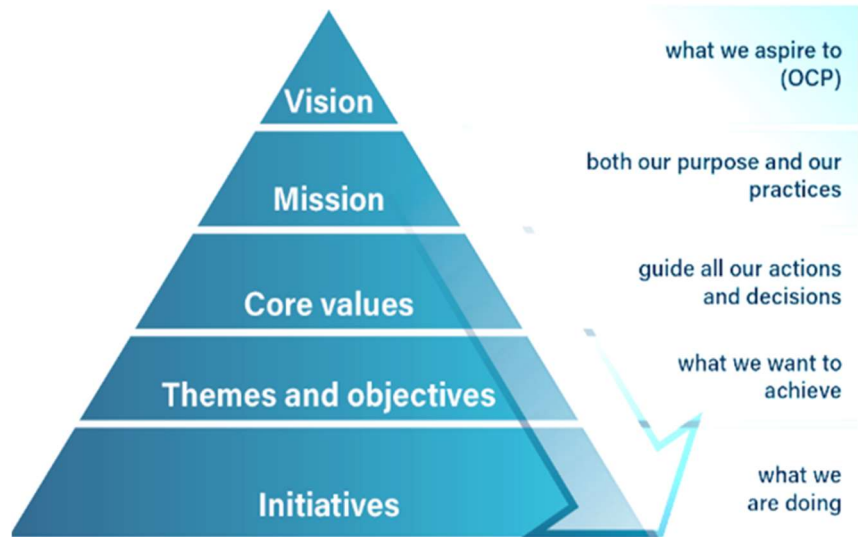 Vision
what we aspire to
(OCP)
Mission
both our purpose and our
practices
Core values
guide all our actions
and decisions
Themes and objectives
what we want to
achieve
Initiatives
what we
are doing